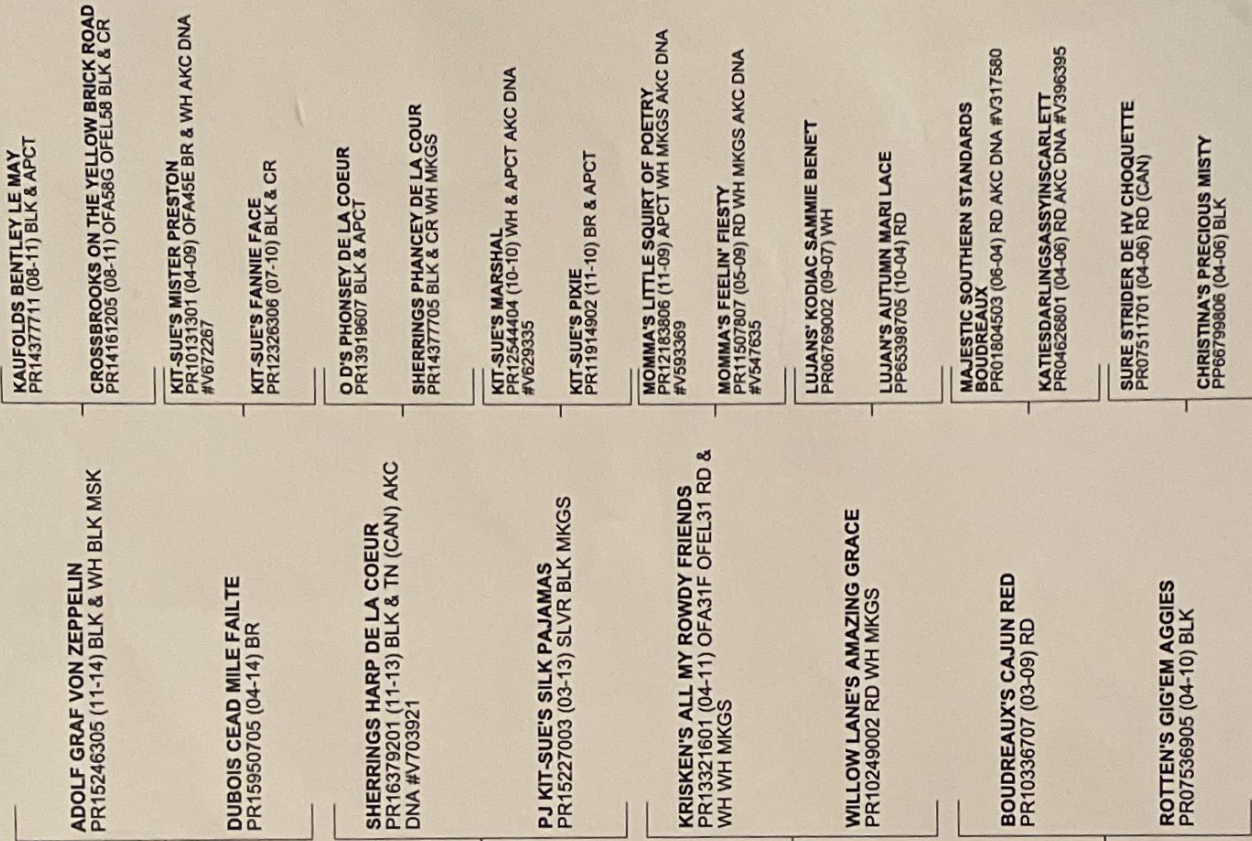 ADOLF GRAF VON ZEPPELIN
PR15246305 (11-14) BLK & WH BLK MSK
DUBOIS CEAD MILE FAILTE
PR15950705 (04-14) BR
SHERRINGS HARP DE LA COEUR
PR16379201 (11-13) BLK & TN (CAN) AKC
DNA #V703921
PJ KIT-SUE'S SILK PAJAMAS
PR15227003 (03-13) SLVR BLK MKGS
KRISKEN'S ALL MY ROWDY FRIENDS
PR13321601 (04-11) OFA31F OFEL31 RD &
WH WH MKGS
WILLOW LANE'S AMAZING GRACE
PR10249002 RD WH MKGS
BOUDREAUX'S CAJUN RED
PR10336707 (03-09) RD
ROTTEN'S GIG'EM AGGIES
PR07536905 (04-10) BLK
KAUFOLDS BENTLEY LE MAY
PR14377711 (08-11) BLK & APCT
CROSSBROOKS ON THE YELLOW BRICK ROAD
PR14161205 (08-11) OFA58G OFEL58 BLK & CR
KIT-SUE'S MISTER PRESTON
PR10131301 (04-09) OFA45E BR & WH AKC DNA
#V672267
KIT-SUE'S FANNIE FACE
PR12326306 (07-10) BLK & CR
O D'S PHONSEY DE LA COEUR
PR13919607 BLK & APCT
SHERRINGS PHANCEY DE LA COUR
PR14377705 BLK & CR WH MKGS
KIT-SUE'S MARSHAL
PR12544404 (10-10) WH & APCT AKC DNA
#V629335
KIT-SUE'S PIXIE
PR11914902 (11-10) BR & APCT
MOMMA'S LITTLE SQUIRT OF POETRY
PR12183806 (11-09) APCT WH MKGS AKC DNA
#V593369
MOMMA'S FEELIN' FIESTY
PR11507807 (05-09) RD WH MKGS AKC DNA
#V547635
LUJANS' KODIAC SAMMIE BENE'T
PR06769002 (09-07) WH
LUJAN'S AUTUMN MARI LACE
PP65398705 (10-04) RD
MAJESTIC SOUTHERN STANDARDS
BOUDREAUX
PR01804503 (06-04) RD AKC DNA #V317580
KATIESDARLINGSASSYINSCARLETT
PR04626801 (04-06) RD AKC DNA #V396395
SURE STRIDER DE HV CHOQUETTE
PR07511701 (04-06) RD (CAN)
CHRISTINA'S PRECIOUS MISTY
PP66799806 (04-06) BLK